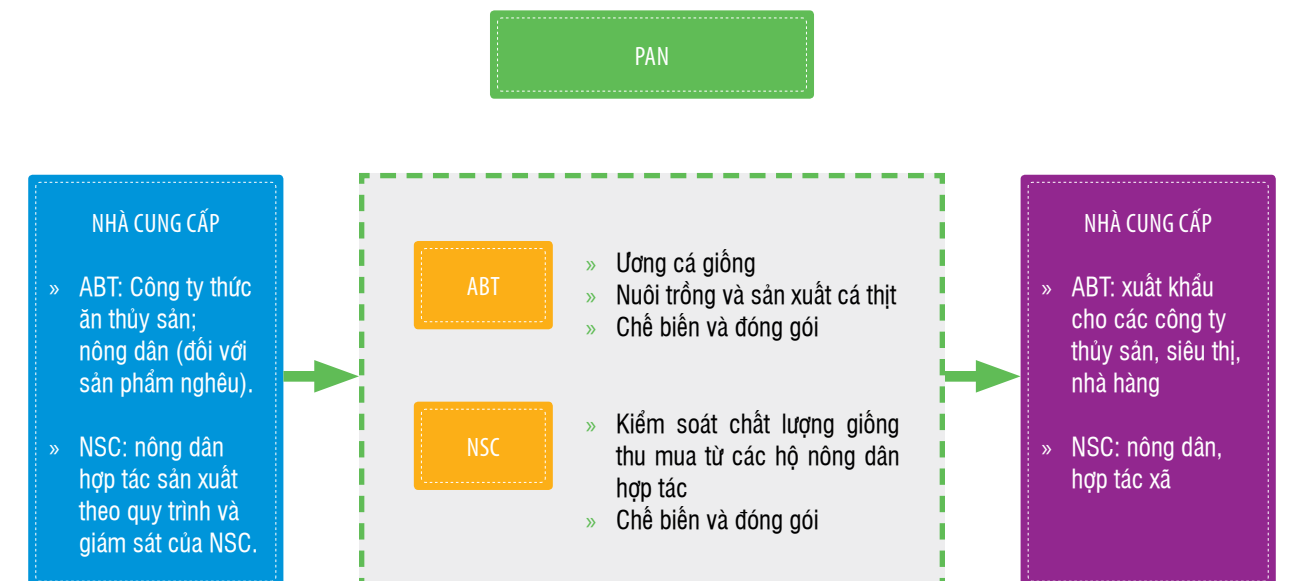 PAN
NHÀ CUNG CẤP
» ABT: Công ty thức
ăn thủy sản;
nông dân (đối với
sản phẩm nghêu).
» NSC: nông dân
hợp tác sản xuất
theo quy trình và
giám sát của NSC.
ABT
» Ương cá giống
» Nuôi trồng và sản xuất cá thịt
» Chế biến và đóng gói
NSC
» Kiểm soát chất lượng giống
thu mua từ các hộ nông dân
hợp tác
» Chế biến và đóng gói
NHÀ CUNG CẤP
» ABT: xuất khẩu
cho các công ty
thủy sản, siêu thị,
nhà hàng
» NSC: nông dân,
hợp tác xã